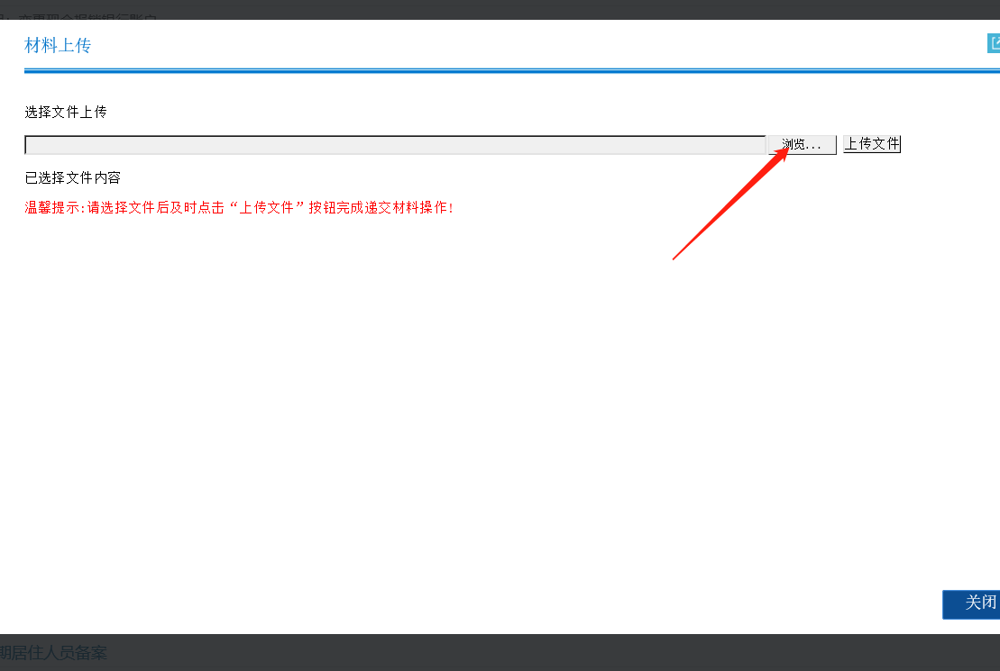 材料上传
选择文件上传
浏览... 上传文件
已选择文件内容
温馨提示:请选择文件后及时点击“上传文件”按钮完成递交材料操作!
关闭
期居住人员备案